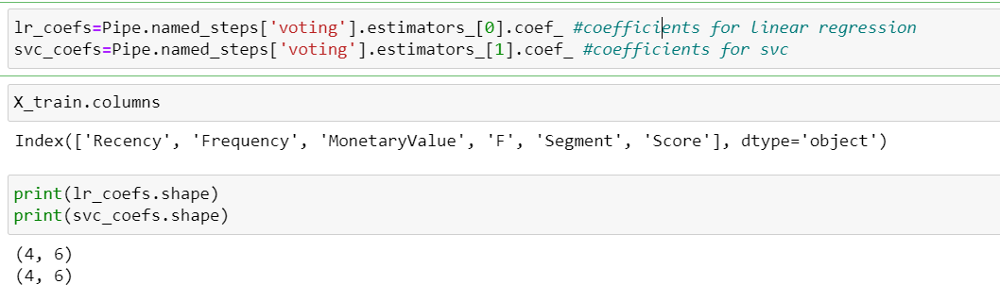 lr_coefs=Pipe.named_steps['voting'].estimators_[0].coef_ #coefficients for linear regression
svc_coefs=Pipe.named_steps['voting'].estimators_[1].coef_ #coefficients for svc
X_train.columns
Index(['Recency', 'Frequency', 'MonetaryValue', 'F', 'Segment', 'Score'], dtype='object')
print(lr_coefs.shape)
print(svc_coefs.shape)
(4, 6)
(4, 6)